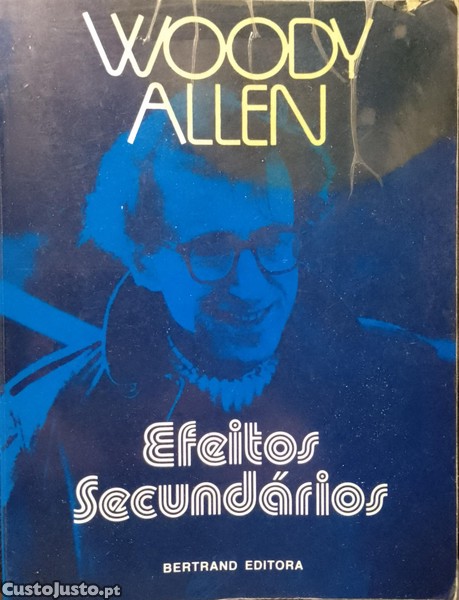 WOODY
ALLEN
Efeitos
Secundários
BERTRAND EDITORA
CustoJusto.pt